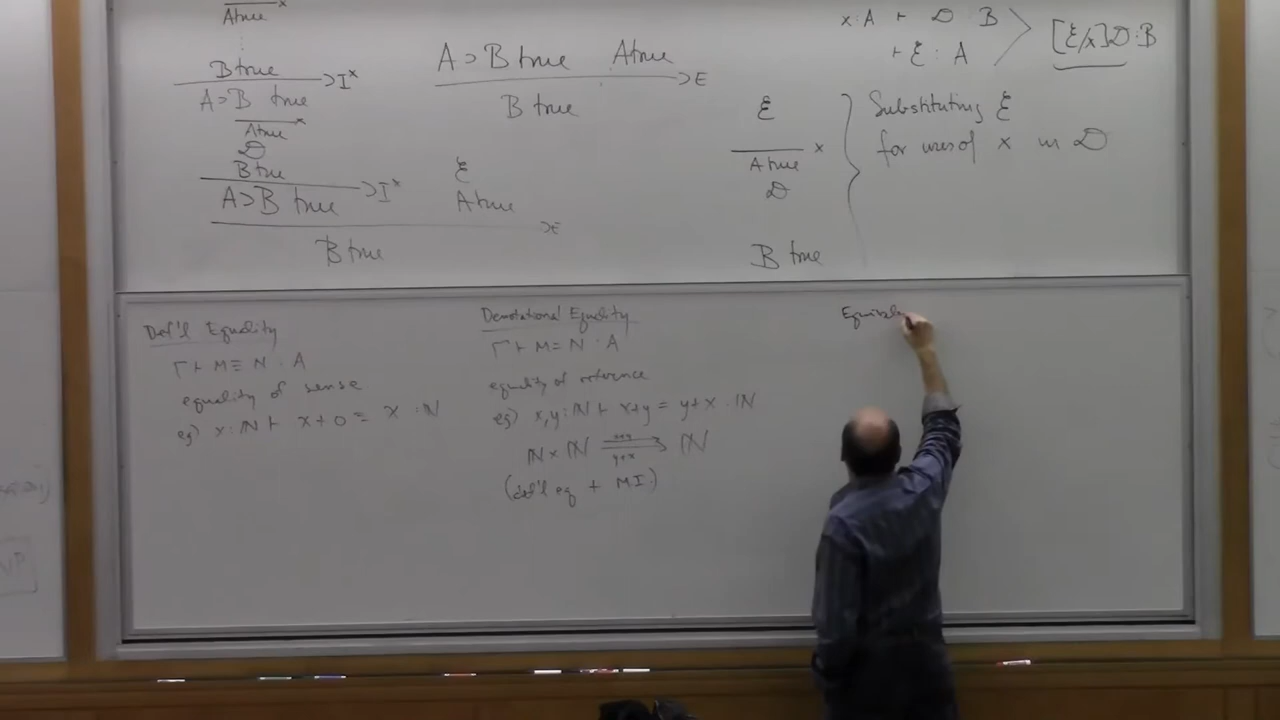 A true x
B true
⊃I^x
A⊃B true
A⊃B true A true
⊃E
B true
A true x
𝒟
B true
⊃I^x
A⊃B true
ℰ
A true
⊃E
B true
x:A ⊢ 𝒟 : B
⊢ ℰ : A
[ℰ/x]𝒟 : B
ℰ
A true x
𝒟
B true
Substituting ℰ
for uses of x in 𝒟
Def'l Equality
Γ ⊢ M ≡ N : A
equality of sense
eg) x:ℕ ⊢ x+0 ≡ x : ℕ
Denotational Equality
Γ ⊢ M = N : A
equality of reference
eg) x,y:ℕ ⊢ x+y = y+x : ℕ
ℕ × ℕ ⇉ ℕ
y+x
(def'l eq + MI)
Equivale